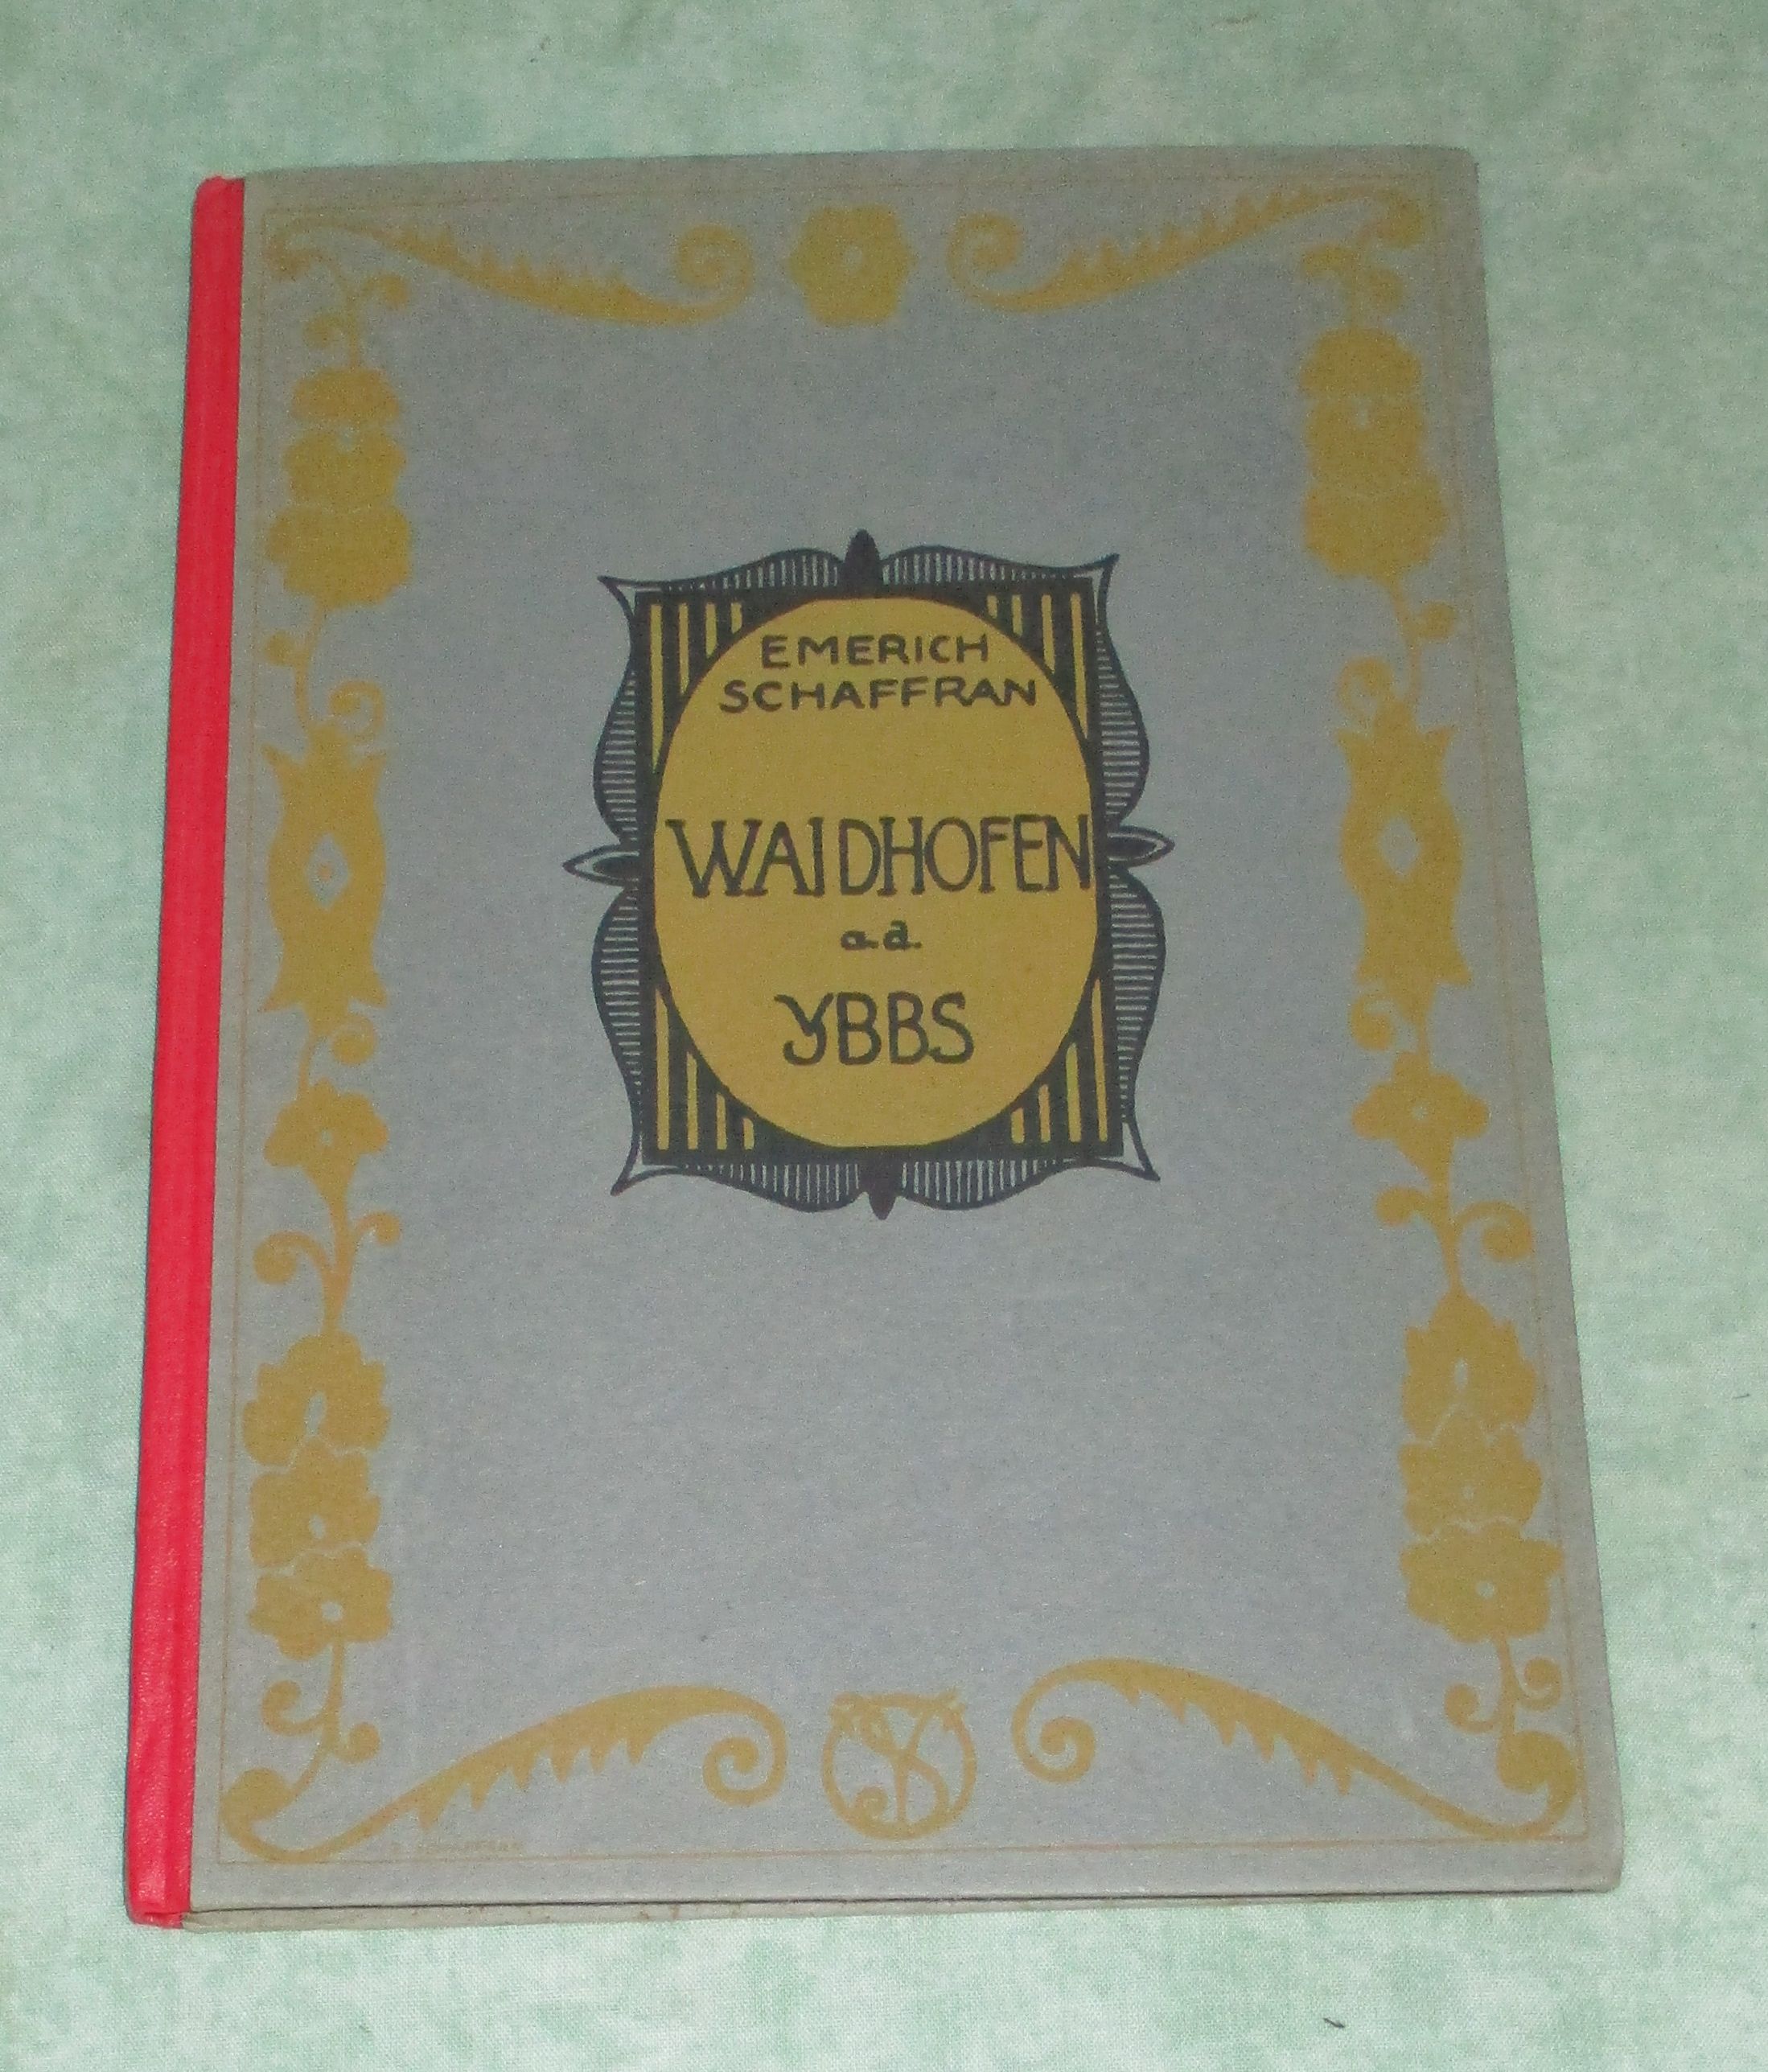 EMERICH
SCHAFFRAN
WAIDHOFEN
a.d.
YBBS